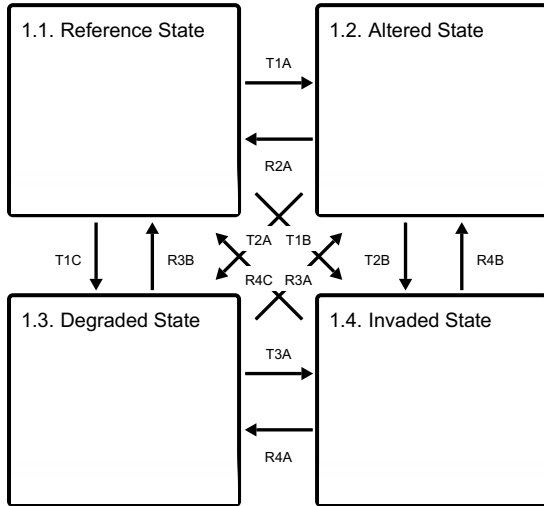 1.1. Reference State
1.2. Altered State
T1A
R2A
T2A
T1B
T1C
R3B
T2B
R4B
R4C
R3A
1.3. Degraded State
1.4. Invaded State
T3A
R4A